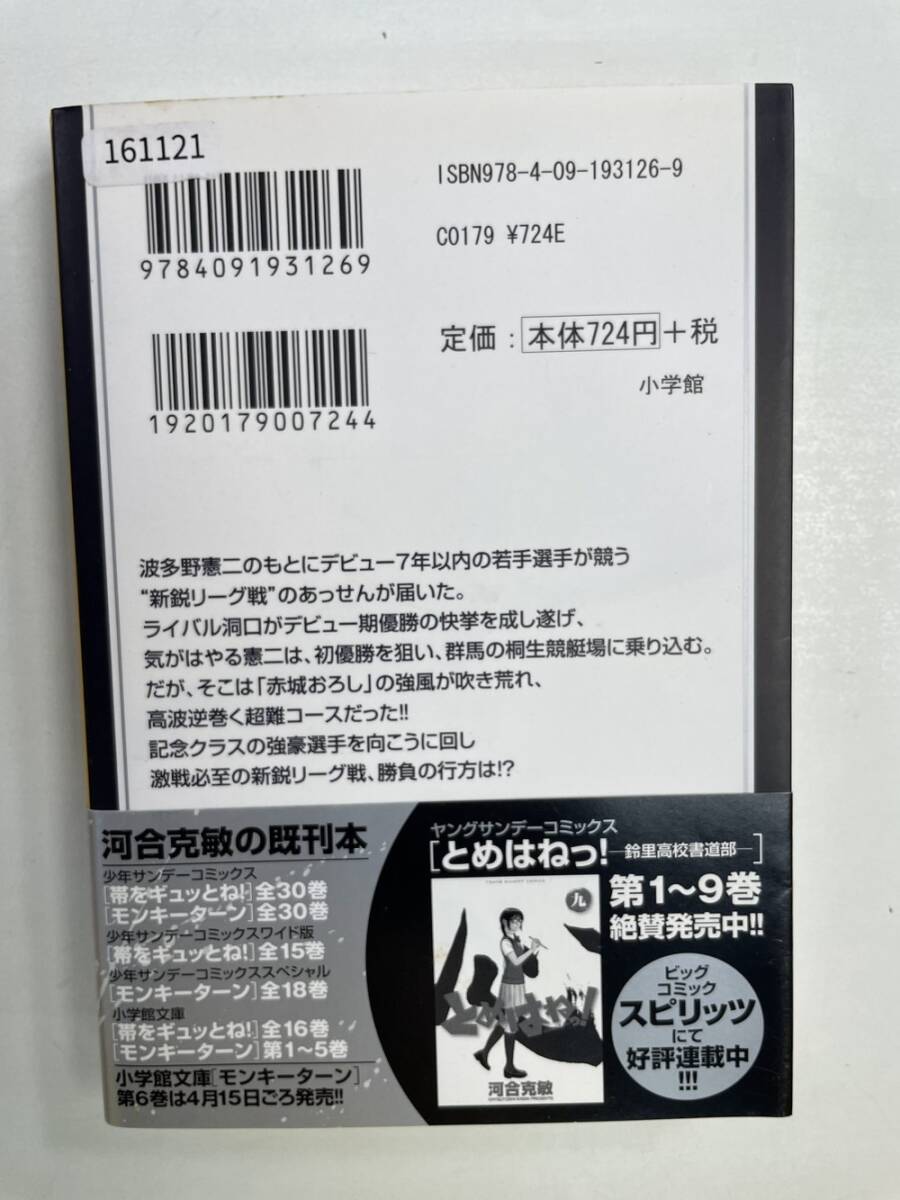 161121
9784091931269
ISBN978-4-09-193126-9
C0179 ¥724E
1920179007244
定価:本体724円+税
小学館
波多野憲二のもとにデビュー7年以内の若手選手が競う
“新鋭リーグ戦”のあっせんが届いた。
ライバル洞口がデビュー期優勝の快挙を成し遂げ、
気がはやる憲二は、初優勝を狙い、群馬の桐生競艇場に乗り込む。
だが、そこは「赤城おろし」の強風が吹き荒れ、
高波逆巻く超難コースだった!!
記念クラスの強豪選手を向こうに回し
激戦必至の新鋭リーグ戦、勝負の行方は!?
河合克敏の既刊本
少年サンデーコミックス
[帯をギュッとね!]全30巻
[モンキーターン]全30巻
少年サンデーコミックスワイド版
[帯をギュッとね!]全15巻
少年サンデーコミックススペシャル
[モンキーターン]全18巻
小学館文庫
[帯をギュッとね!]全16巻
[モンキーターン]第1〜5巻
小学館文庫[モンキーターン]
第6巻は4月15日ごろ発売!!
ヤングサンデーコミックス
[とめはねっ!―鈴里高校書道部―]
第1〜9巻
絶賛発売中!!
九
とめはねっ!
河合克敏
ビッグ
コミック
スピリッツ
にて
好評連載中
!!!